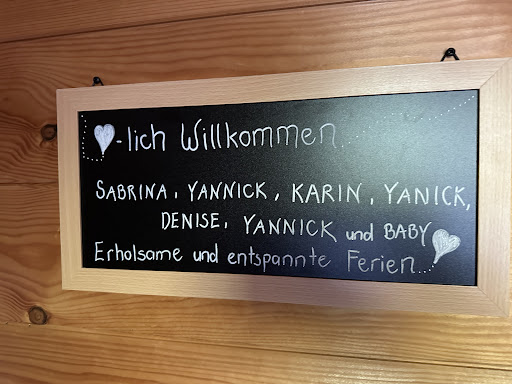 ♥-lich Willkommen
SABRINA, YANNICK, KARIN, YANICK,
DENISE, YANNICK und BABY
Erholsame und entspannte Ferien...